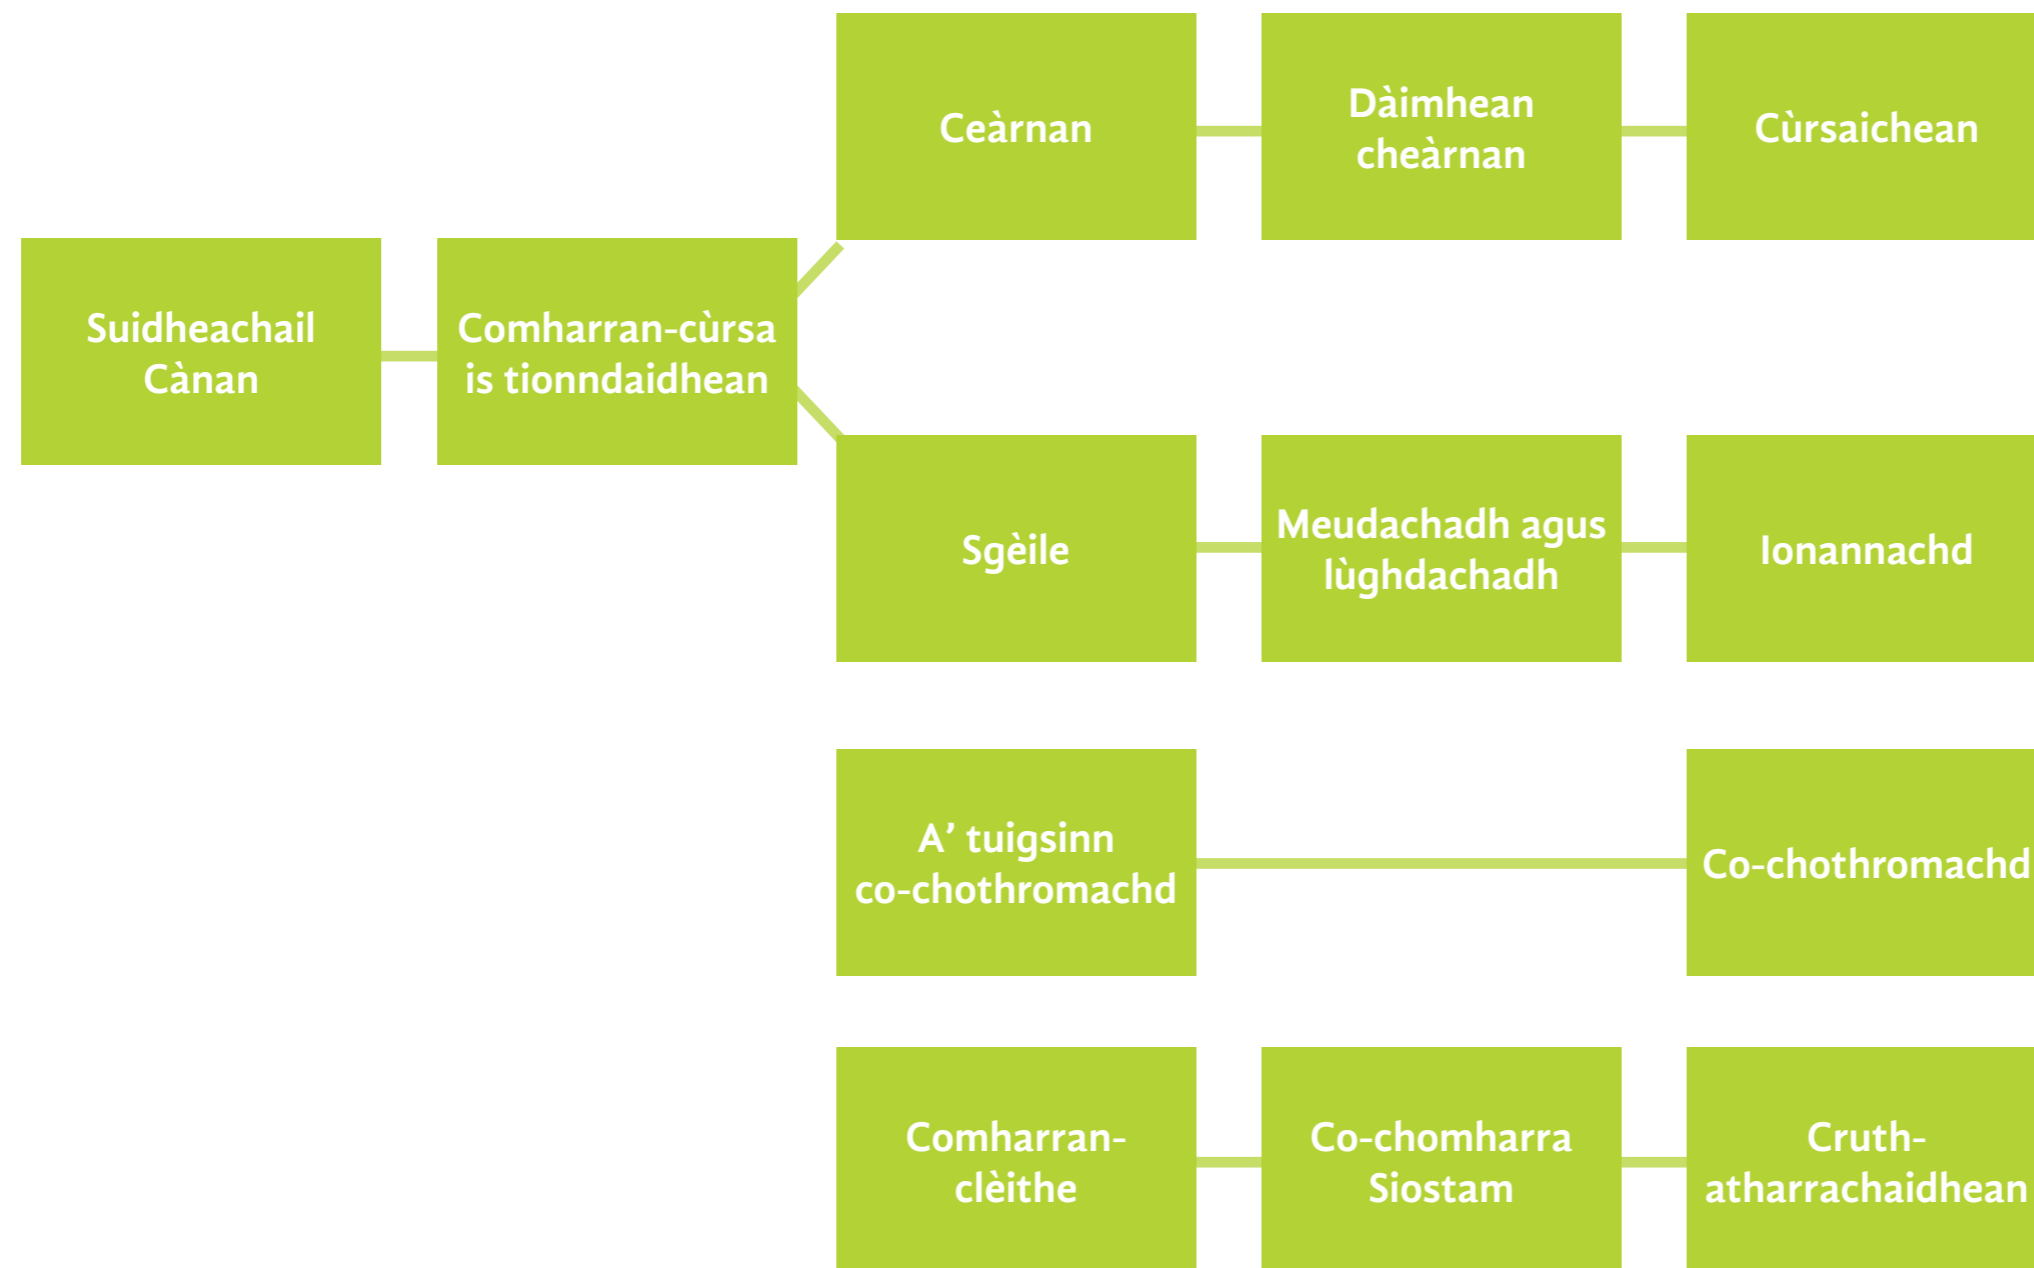 Ceàrnan
Dàimhean
cheàrnan
Cùrsaichean
Suidheachail
Cànan
Comharran-cùrsa
is tionndaidhean
Sgèile
Meudachadh agus
lùghdachadh
Ionannachd
A’ tuigsinn
co-chothromachd
Co-chothromachd
Comharran-
clèithe
Co-chomharra
Siostam
Cruth-
atharrachaidhean